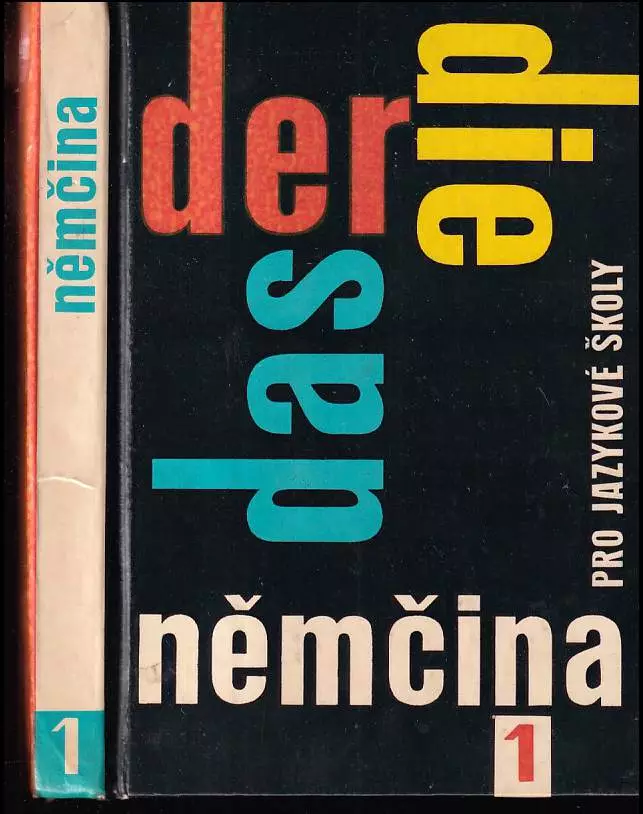 němčina
1
der
die
das
PRO JAZYKOVÉ ŠKOLY
němčina
1